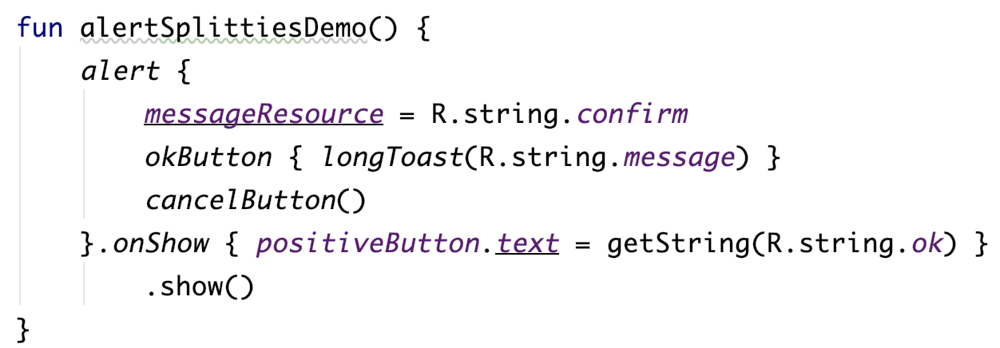 fun alertSplittiesDemo() {
    alert {
        messageResource = R.string.confirm
        okButton { longToast(R.string.message) }
        cancelButton()
    }.onShow { positiveButton.text = getString(R.string.ok) }
        .show()
}